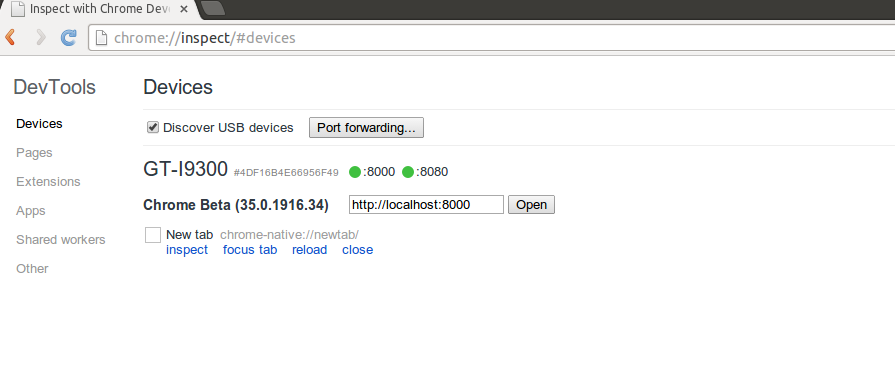 Inspect with Chrome Dev
chrome://inspect/#devices
DevTools
Devices
Pages
Extensions
Apps
Shared workers
Other
Devices
Discover USB devices Port forwarding...
GT-I9300 #4DF16B4E66956F49 :8000 :8080
Chrome Beta (35.0.1916.34) http://localhost:8000 Open
New tab chrome-native://newtab/
inspect focus tab reload close